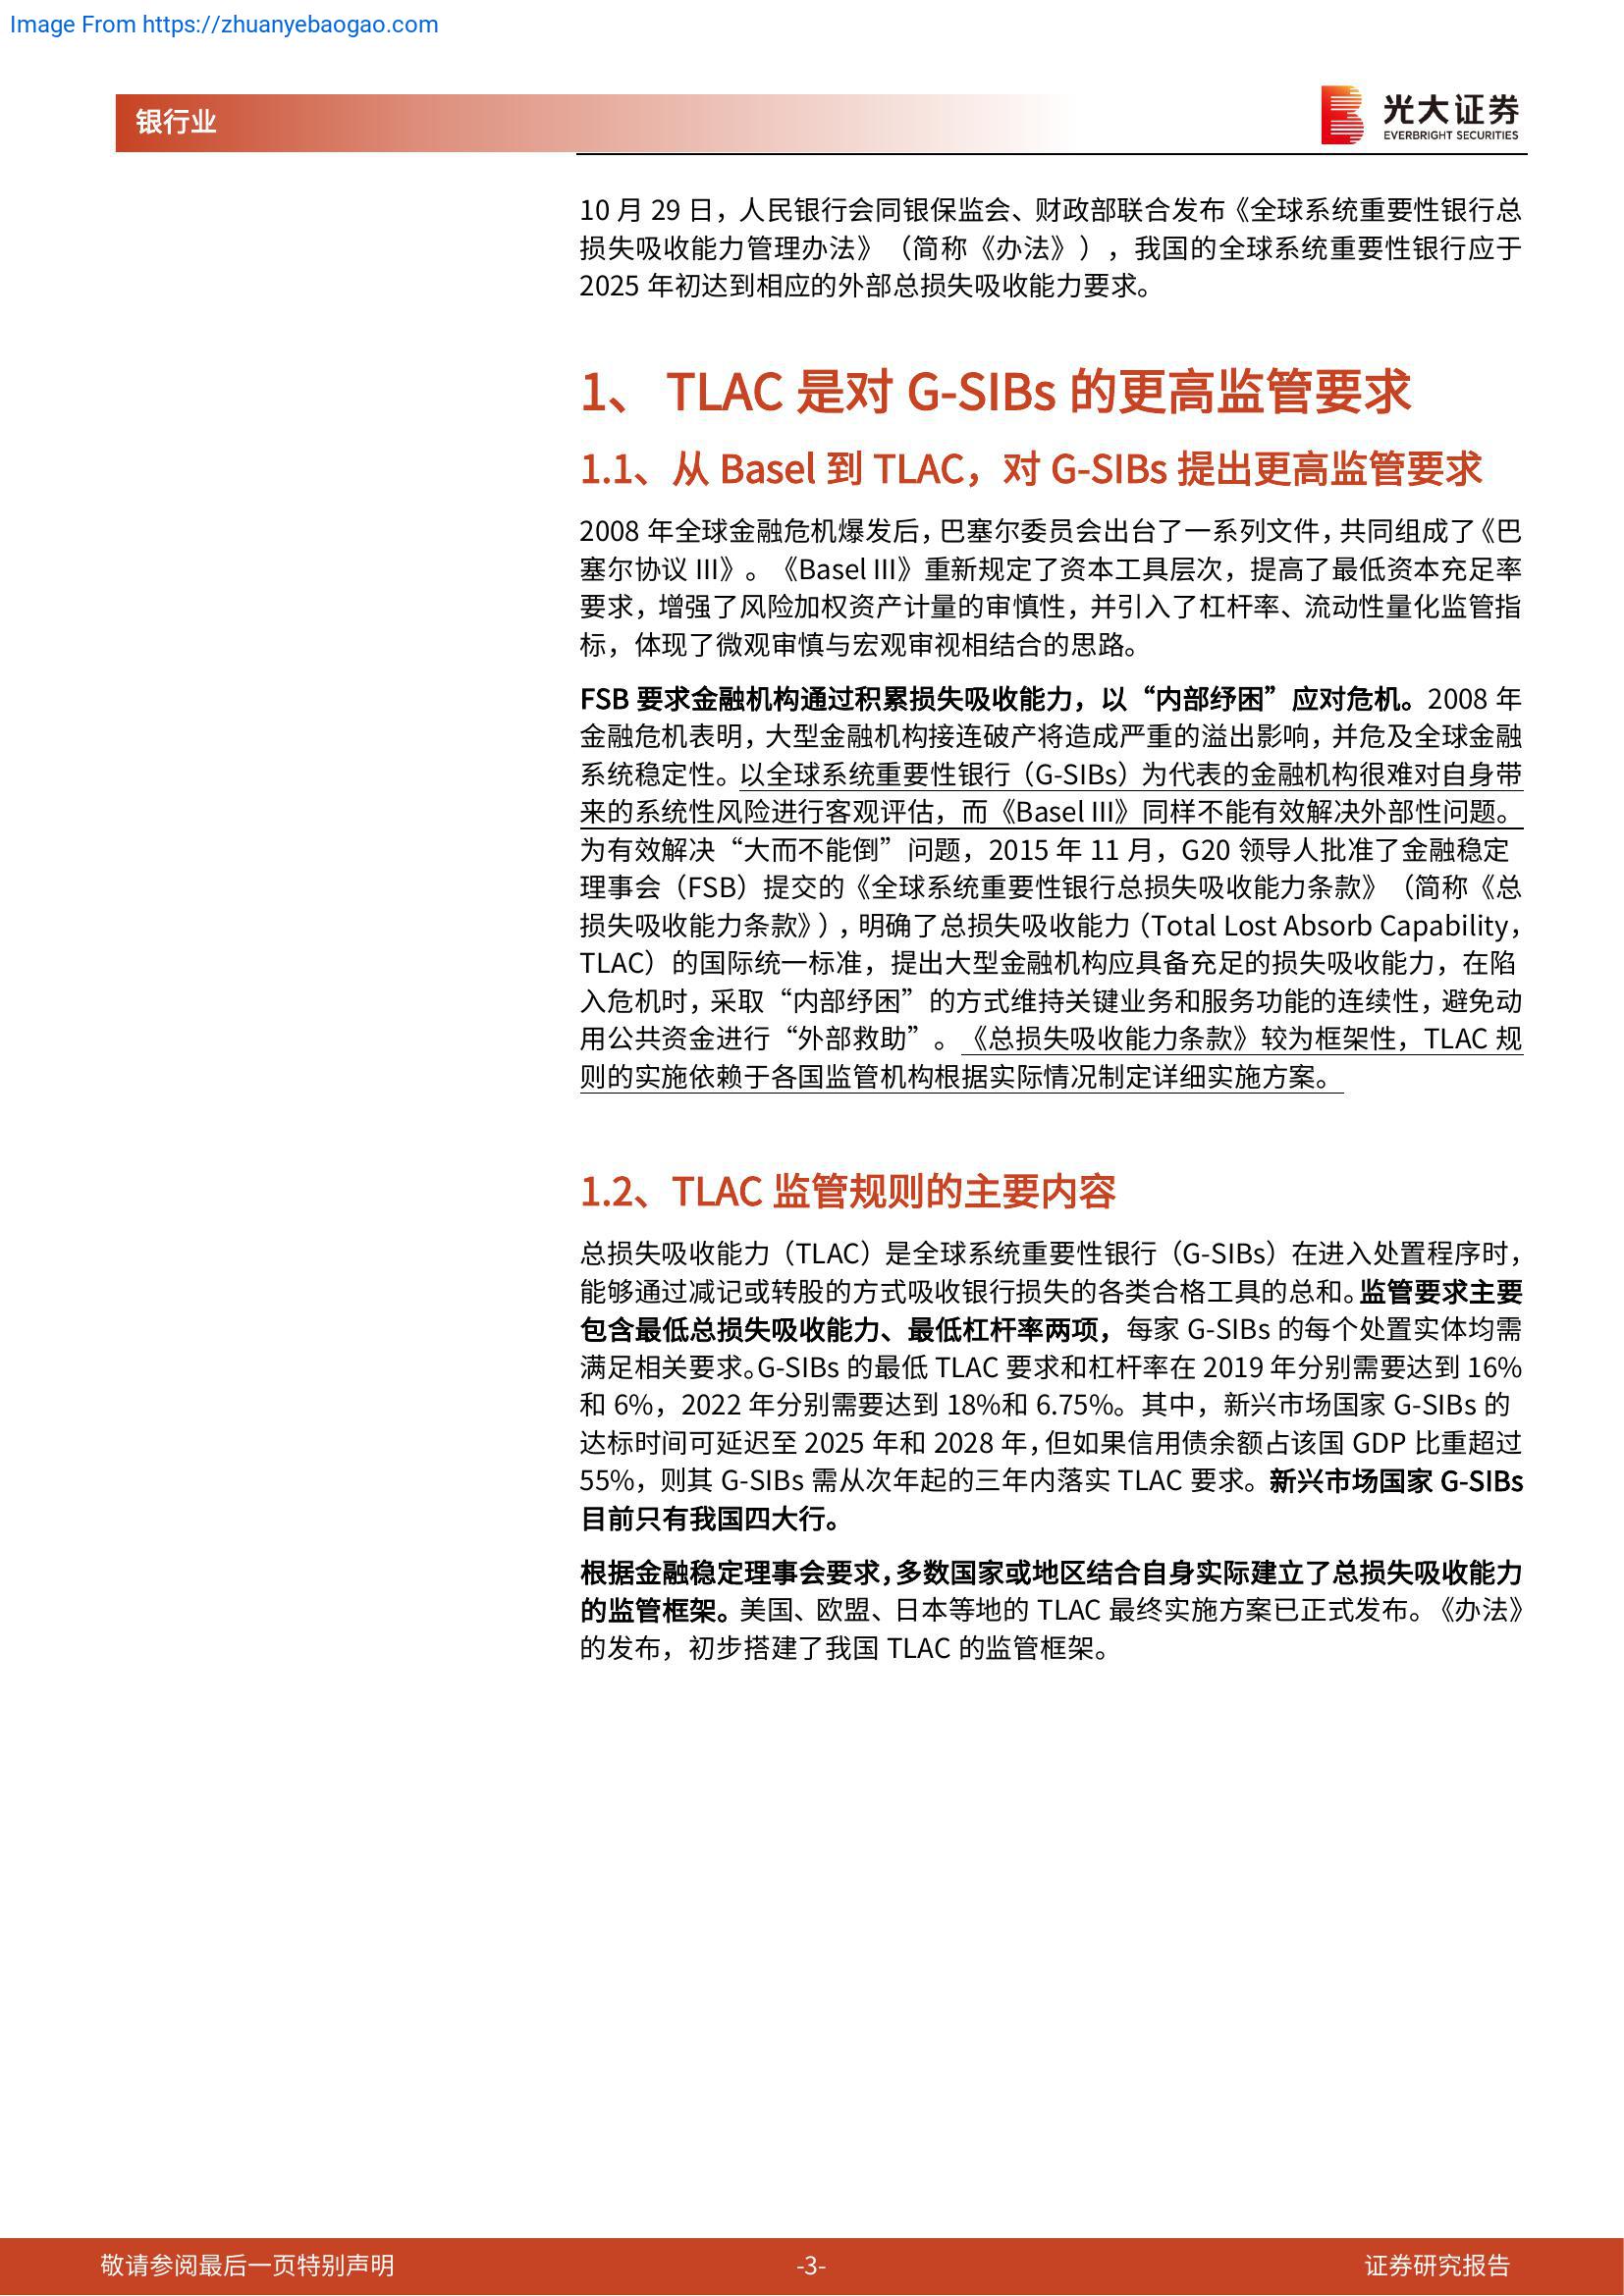 Image From https://zhuanyebaogao.com
银行业
光大证券
EVERBRIGHT SECURITIES
10 月 29 日，人民银行会同银保监会、财政部联合发布《全球系统重要性银行总
损失吸收能力管理办法》（简称《办法》），我国的全球系统重要性银行应于
2025 年初达到相应的外部总损失吸收能力要求。
1、 TLAC 是对 G-SIBs 的更高监管要求
1.1、从 Basel 到 TLAC，对 G-SIBs 提出更高监管要求
2008 年全球金融危机爆发后，巴塞尔委员会出台了一系列文件，共同组成了《巴
塞尔协议 III》。《Basel III》重新规定了资本工具层次，提高了最低资本充足率
要求，增强了风险加权资产计量的审慎性，并引入了杠杆率、流动性量化监管指
标，体现了微观审慎与宏观审视相结合的思路。
FSB 要求金融机构通过积累损失吸收能力，以“内部纾困”应对危机。2008 年
金融危机表明，大型金融机构接连破产将造成严重的溢出影响，并危及全球金融
系统稳定性。以全球系统重要性银行（G-SIBs）为代表的金融机构很难对自身带
来的系统性风险进行客观评估，而《Basel III》同样不能有效解决外部性问题。
为有效解决“大而不能倒”问题，2015 年 11 月，G20 领导人批准了金融稳定
理事会（FSB）提交的《全球系统重要性银行总损失吸收能力条款》（简称《总
损失吸收能力条款》），明确了总损失吸收能力（Total Lost Absorb Capability，
TLAC）的国际统一标准，提出大型金融机构应具备充足的损失吸收能力，在陷
入危机时，采取“内部纾困”的方式维持关键业务和服务功能的连续性，避免动
用公共资金进行“外部救助”。《总损失吸收能力条款》较为框架性，TLAC 规
则的实施依赖于各国监管机构根据实际情况制定详细实施方案。
1.2、TLAC 监管规则的主要内容
总损失吸收能力（TLAC）是全球系统重要性银行（G-SIBs）在进入处置程序时，
能够通过减记或转股的方式吸收银行损失的各类合格工具的总和。监管要求主要
包含最低总损失吸收能力、最低杠杆率两项，每家 G-SIBs 的每个处置实体均需
满足相关要求。G-SIBs 的最低 TLAC 要求和杠杆率在 2019 年分别需要达到 16%
和 6%，2022 年分别需要达到 18%和 6.75%。其中，新兴市场国家 G-SIBs 的
达标时间可延迟至 2025 年和 2028 年，但如果信用债余额占该国 GDP 比重超过
55%，则其 G-SIBs 需从次年起的三年内落实 TLAC 要求。新兴市场国家 G-SIBs
目前只有我国四大行。
根据金融稳定理事会要求，多数国家或地区结合自身实际建立了总损失吸收能力
的监管框架。美国、欧盟、日本等地的 TLAC 最终实施方案已正式发布。《办法》
的发布，初步搭建了我国 TLAC 的监管框架。
敬请参阅最后一页特别声明
-3-
证券研究报告